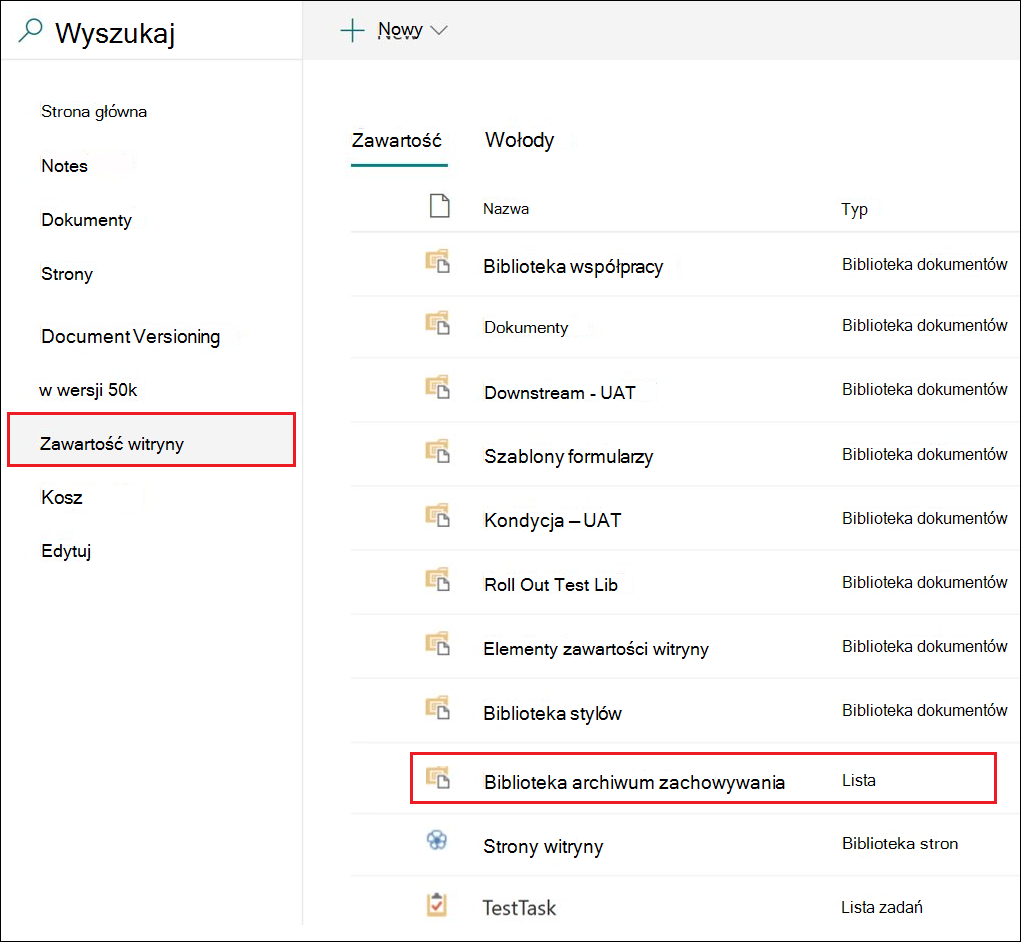 Wyszukaj
Nowy
Strona główna
Notes
Dokumenty
Strony
Document Versioning
w wersji 50k
Zawartość witryny
Kosz
Edytuj
Zawartość Wołody
Nazwa Typ
Biblioteka współpracy Biblioteka dokumentów
Dokumenty Biblioteka dokumentów
Downstream - UAT Biblioteka dokumentów
Szablony formularzy Biblioteka dokumentów
Kondycja – UAT Biblioteka dokumentów
Roll Out Test Lib Biblioteka dokumentów
Elementy zawartości witryny Biblioteka dokumentów
Biblioteka stylów Biblioteka dokumentów
Biblioteka archiwum zachowywania Lista
Strony witryny Biblioteka stron
TestTask Lista zadań